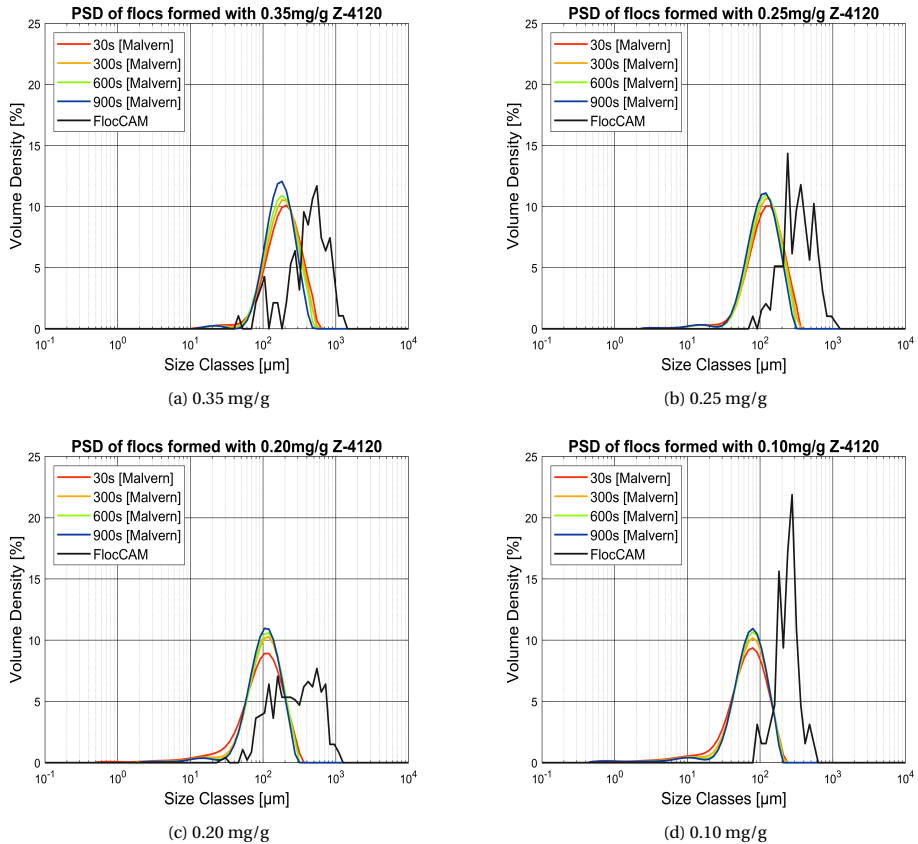 PSD of flocs formed with 0.35mg/g Z-4120
25
20
15
10
5
0
Volume Density [%]
30s [Malvern]
300s [Malvern]
600s [Malvern]
900s [Malvern]
FlocCAM
10-1 100 101 102 103 104
Size Classes [µm]
(a) 0.35 mg/g
PSD of flocs formed with 0.25mg/g Z-4120
25
20
15
10
5
0
Volume Density [%]
30s [Malvern]
300s [Malvern]
600s [Malvern]
900s [Malvern]
FlocCAM
10-1 100 101 102 103 104
Size Classes [µm]
(b) 0.25 mg/g
PSD of flocs formed with 0.20mg/g Z-4120
25
20
15
10
5
0
Volume Density [%]
30s [Malvern]
300s [Malvern]
600s [Malvern]
900s [Malvern]
FlocCAM
10-1 100 101 102 103 104
Size Classes [µm]
(c) 0.20 mg/g
PSD of flocs formed with 0.10mg/g Z-4120
25
20
15
10
5
0
Volume Density [%]
30s [Malvern]
300s [Malvern]
600s [Malvern]
900s [Malvern]
FlocCAM
10-1 100 101 102 103 104
Size Classes [µm]
(d) 0.10 mg/g